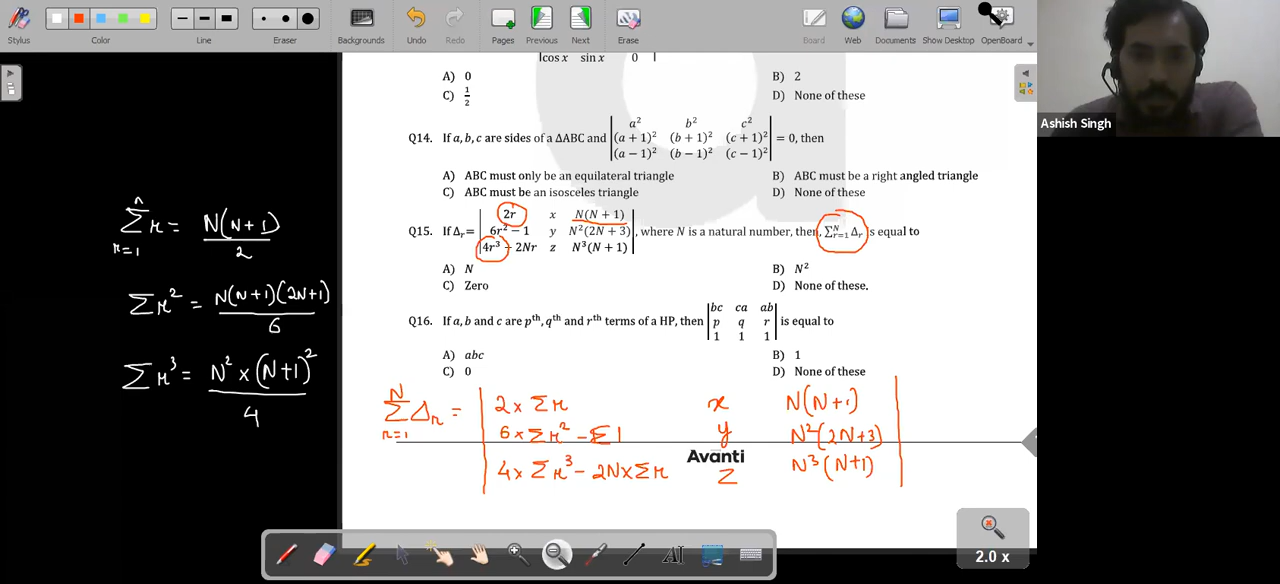 Stylus Color Line Eraser Backgrounds Undo Redo Pages Previous Next Erase Board Web Documents Show Desktop OpenBoard
Ashish Singh
|cos x sin x 0 |
A) 0 B) 2
C) 1/2 D) None of these
Q14. If a, b, c are sides of a ΔABC and | a² b² c² |
| (a + 1)² (b + 1)² (c + 1)² | = 0, then
| (a − 1)² (b − 1)² (c − 1)² |
A) ABC must only be an equilateral triangle B) ABC must be a right angled triangle
C) ABC must be an isosceles triangle D) None of these
Q15. If Δᵣ= | 2r x N(N + 1) |
| 6r² − 1 y N²(2N + 3) |, where N is a natural number, then, Σᴺᵣ₌₁ Δᵣ is equal to
| 4r³ − 2Nr z N³(N + 1) |
A) N B) N²
C) Zero D) None of these.
Q16. If a, b and c are pᵗʰ, qᵗʰ and rᵗʰ terms of a HP, then | bc ca ab |
| p q r | is equal to
| 1 1 1 |
A) abc B) 1
C) 0 D) None of these
n
Σ r = N(N+1)/2
r=1
Σr² = N(N+1)(2N+1)/6
Σr³ = N² × (N+1)²/4
N
Σ Δr = | 2 × Σr x N(N+1) |
r=1
| 6 × Σr² − Σ1 y N²(2N+3) |
Avanti
| 4 × Σr³ − 2N × Σr z N³(N+1) |
2.0 x